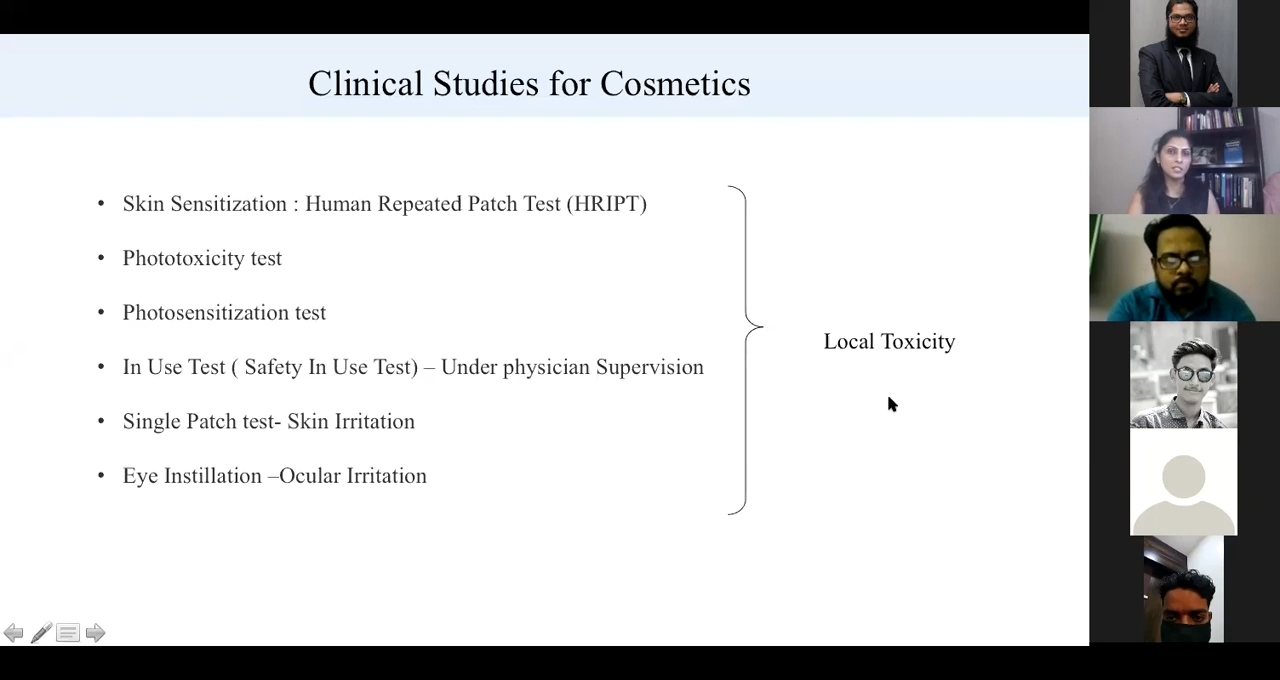 Clinical Studies for Cosmetics
• Skin Sensitization : Human Repeated Patch Test (HRIPT)
• Phototoxicity test
• Photosensitization test
• In Use Test ( Safety In Use Test) – Under physician Supervision
• Single Patch test- Skin Irritation
• Eye Instillation –Ocular Irritation
Local Toxicity